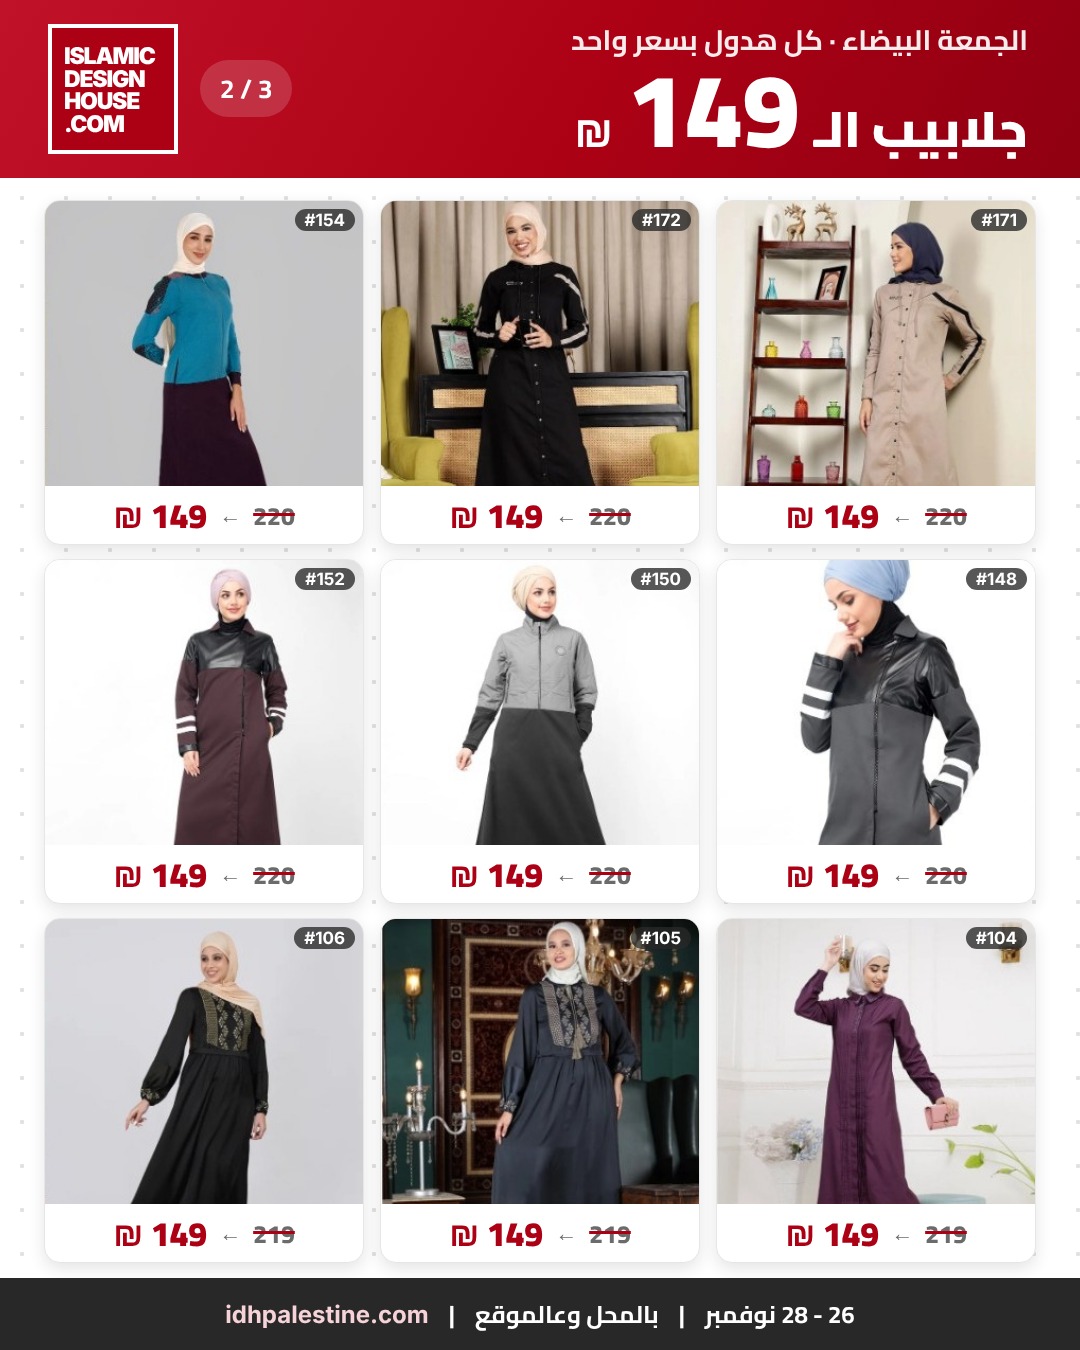 الجمعة البيضاء · كل هدول بسعر واحد
جلابيب الـ 149 ₪
2 / 3
ISLAMIC
DESIGN
HOUSE
.COM
#171
220 ← 149 ₪
#172
220 ← 149 ₪
#154
220 ← 149 ₪
#148
220 ← 149 ₪
#150
220 ← 149 ₪
#152
220 ← 149 ₪
#104
219 ← 149 ₪
#105
219 ← 149 ₪
#106
219 ← 149 ₪
26 - 28 نوفمبر | بالمحل وعالموقع | idhpalestine.com